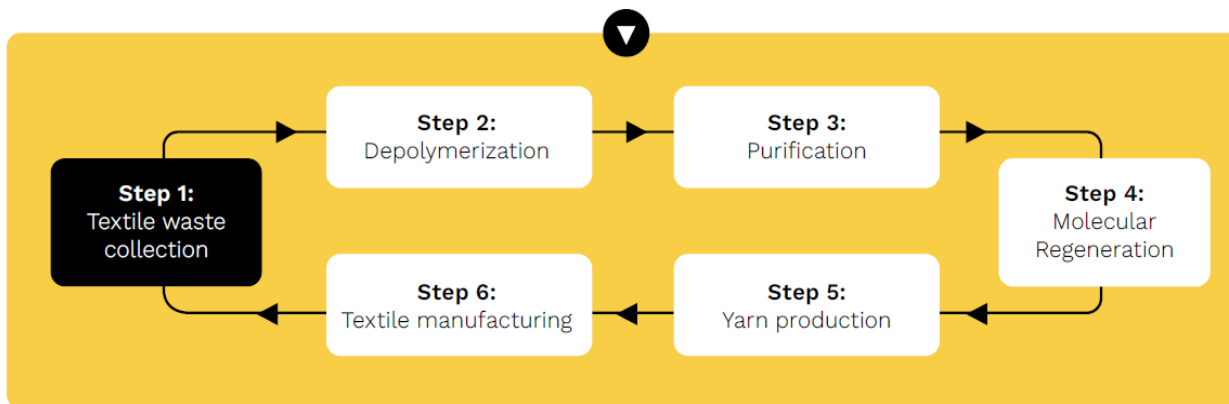 Step 1:
Textile waste
collection
Step 2:
Depolymerization
Step 3:
Purification
Step 4:
Molecular
Regeneration
Step 5:
Yarn production
Step 6:
Textile manufacturing